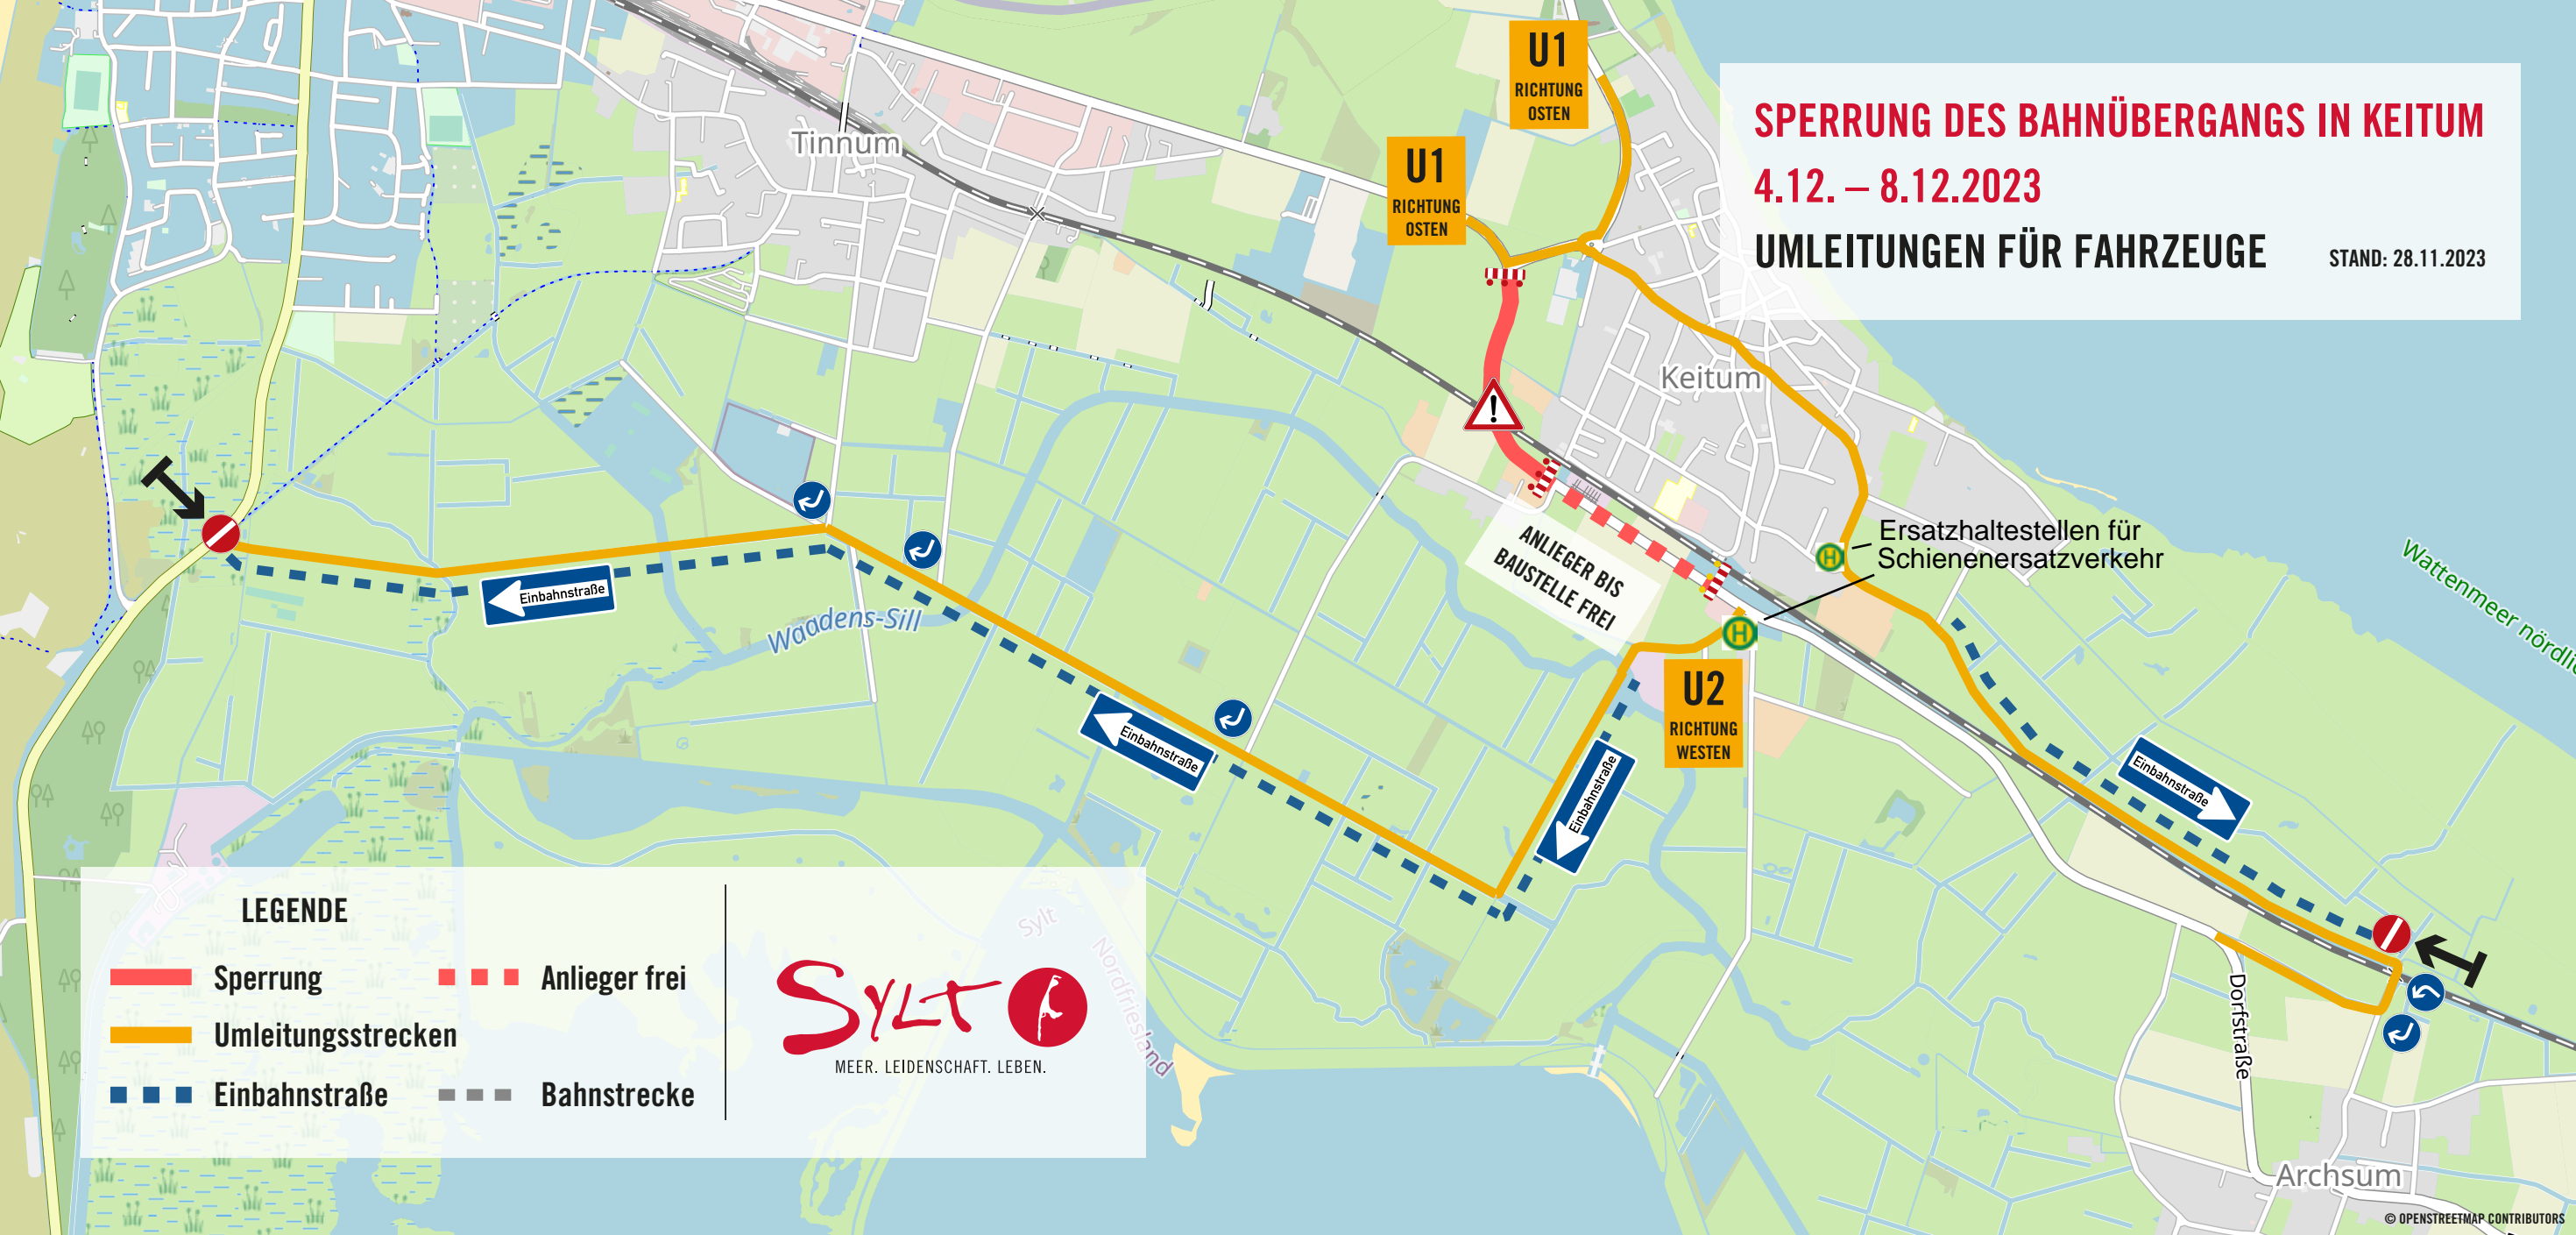 SPERRUNG DES BAHNÜBERGANGS IN KEITUM
4.12. – 8.12.2023
UMLEITUNGEN FÜR FAHRZEUGE
STAND: 28.11.2023
U1
RICHTUNG
OSTEN
U1
RICHTUNG
OSTEN
Tinnum
Keitum
Ersatzhaltestellen für
Schienenersatzverkehr
ANLIEGER BIS
BAUSTELLE FREI
Wattenmeer nördli
Einbahnstraße
Waadens-Sill
Einbahnstraße
U2
RICHTUNG
WESTEN
Einbahnstraße
Einbahnstraße
Dorfstraße
Archsum
Sylt
Nordfriesland
LEGENDE
Sperrung
Anlieger frei
Umleitungsstrecken
Einbahnstraße
Bahnstrecke
SYLT
MEER. LEIDENSCHAFT. LEBEN.
H
H
© OPENSTREETMAP CONTRIBUTORS